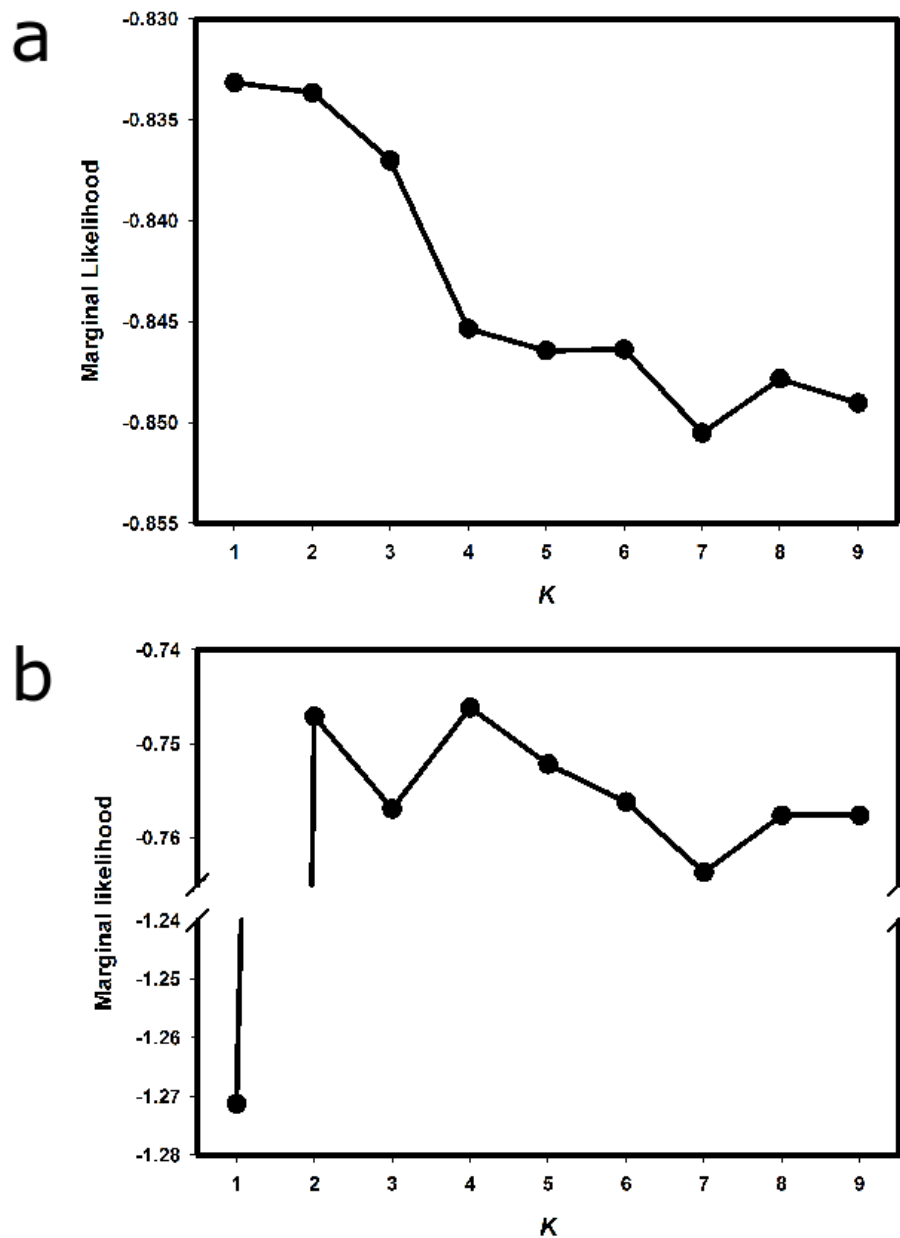 a
Marginal Likelihood
-0.830
-0.835
-0.840
-0.845
-0.850
-0.855
1 2 3 4 5 6 7 8 9
K
b
Marginal likelihood
-0.74
-0.75
-0.76
-1.24
-1.25
-1.26
-1.27
-1.28
1 2 3 4 5 6 7 8 9
K